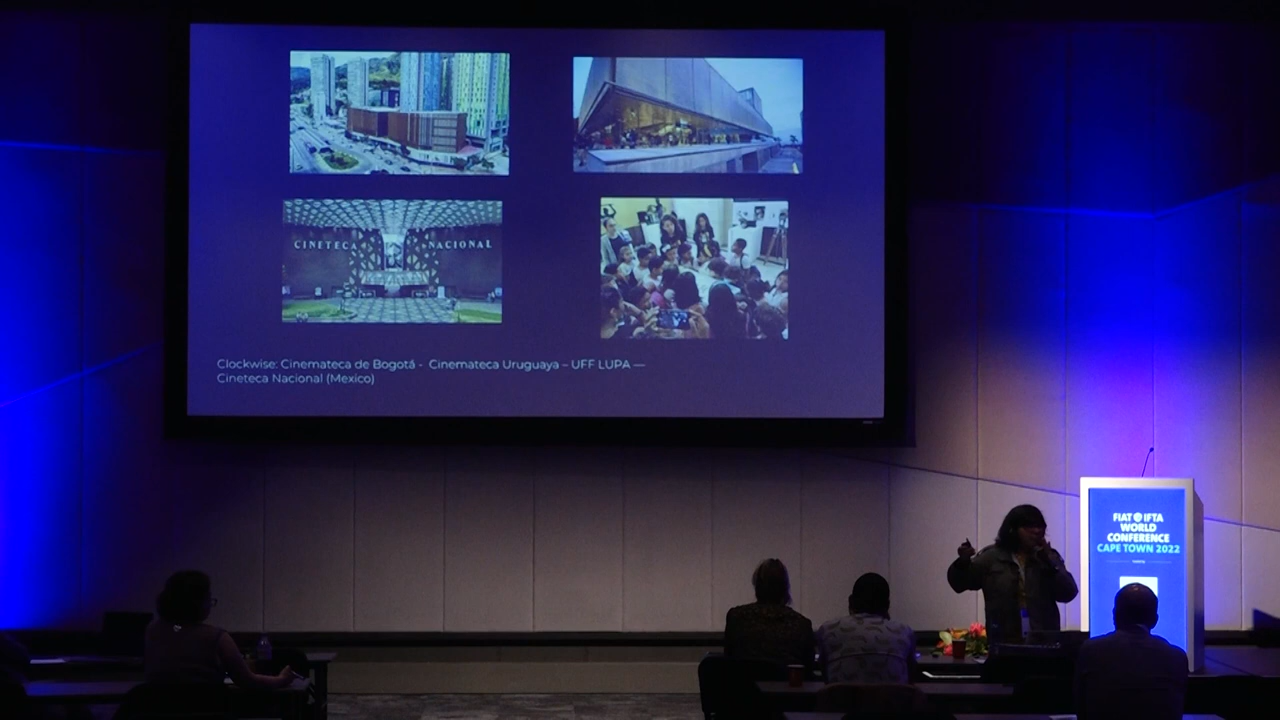 CINETECA NACIONAL
Clockwise: Cinemateca de Bogotá - Cinemateca Uruguaya – UFF LUPA —
Cineteca Nacional (Mexico)
FIAT IFTA
WORLD
CONFERENCE
CAPE TOWN 2022